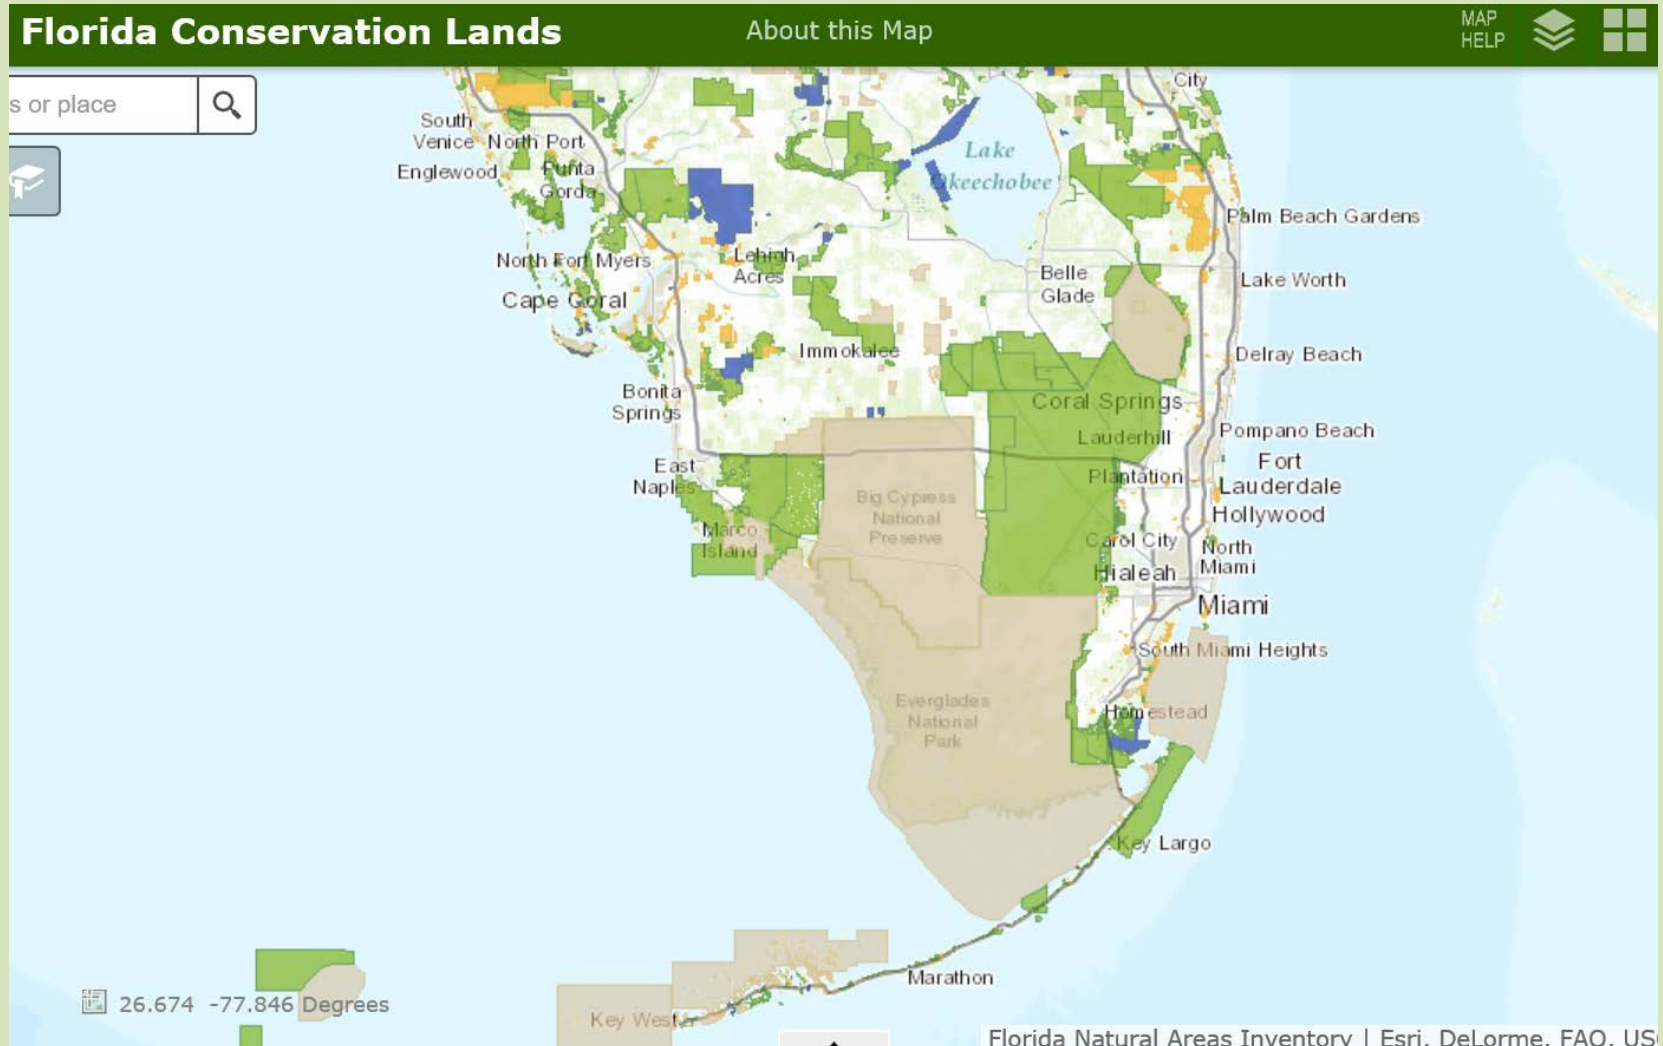 Florida Conservation Lands
About this Map
MAP
HELP
s or place
City
South
Venice
North Port
Englewood
Punta
Gorda
Lake
Okeechobee
Palm Beach Gardens
North Fort Myers
Lehigh
Acres
Belle
Glade
Lake Worth
Cape Coral
Immokalee
Delray Beach
Bonita
Springs
Coral Springs
Lauderhill
Pompano Beach
East
Naples
Plantation
Fort
Lauderdale
Big Cypress
National
Preserve
Hollywood
Marco
Island
Carol City
North
Miami
Hialeah
Miami
South Miami Heights
Everglades
National
Park
Homestead
Key Largo
Marathon
26.674 -77.846 Degrees
Key West
Florida Natural Areas Inventory | Esri, DeLorme, FAO, US